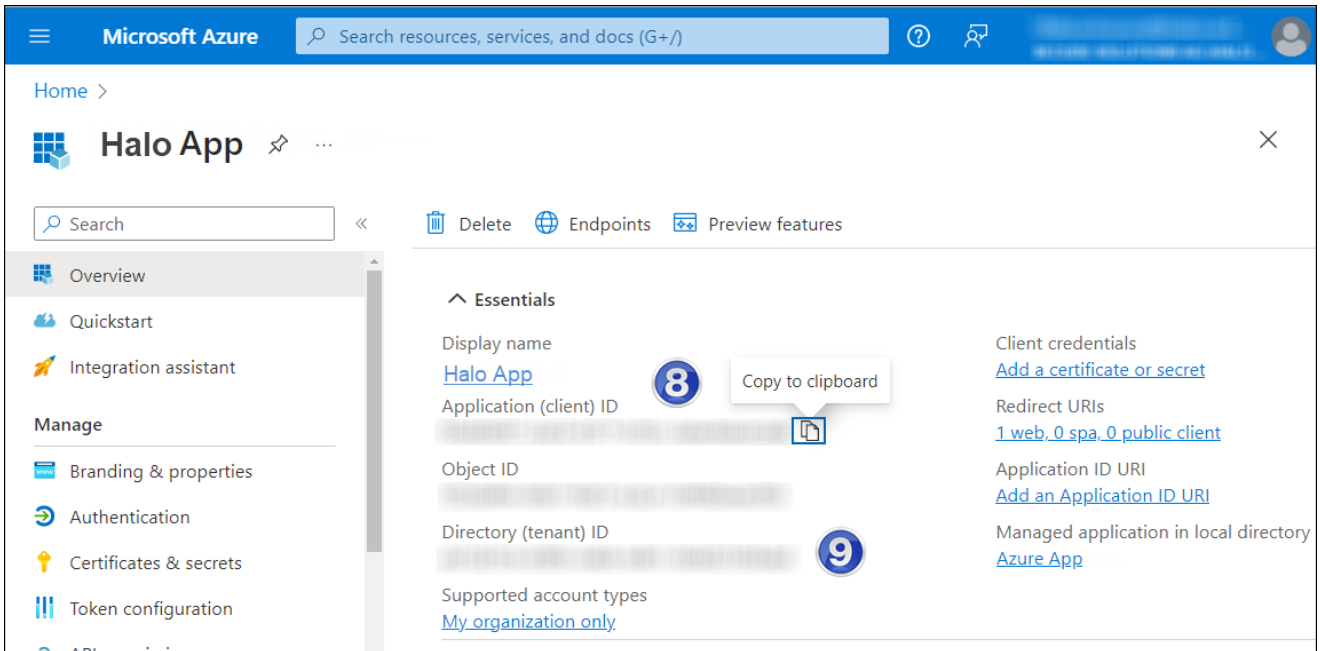 Microsoft Azure
Search resources, services, and docs (G+/)
Home >
Halo App
...
Search
«
Delete
Endpoints
Preview features
Overview
Quickstart
Integration assistant
Manage
Branding & properties
Authentication
Certificates & secrets
Token configuration
Essentials
Display name
Halo App
8
Copy to clipboard
Application (client) ID
Object ID
Directory (tenant) ID
9
Supported account types
My organization only
Client credentials
Add a certificate or secret
Redirect URIs
1 web, 0 spa, 0 public client
Application ID URI
Add an Application ID URI
Managed application in local directory
Azure App